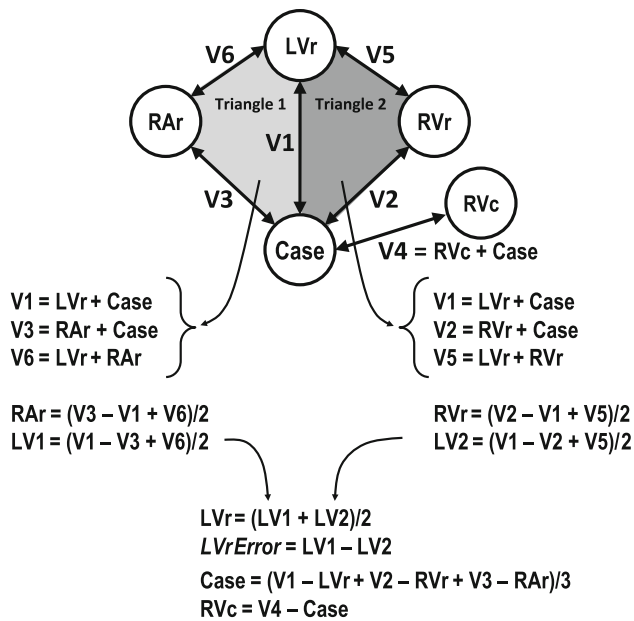 LVr
V6
V5
Triangle 1
Triangle 2
RAr
RVr
V1
V3
V2
RVc
Case
V4 = RVc + Case
V1 = LVr + Case
V3 = RAr + Case
V6 = LVr + RAr
V1 = LVr + Case
V2 = RVr + Case
V5 = LVr + RVr
RAr = (V3 – V1 + V6)/2
LV1 = (V1 – V3 + V6)/2
RVr = (V2 – V1 + V5)/2
LV2 = (V1 – V2 + V5)/2
LVr = (LV1 + LV2)/2
LVrError = LV1 – LV2
Case = (V1 – LVr + V2 – RVr + V3 – RAr)/3
RVc = V4 – Case